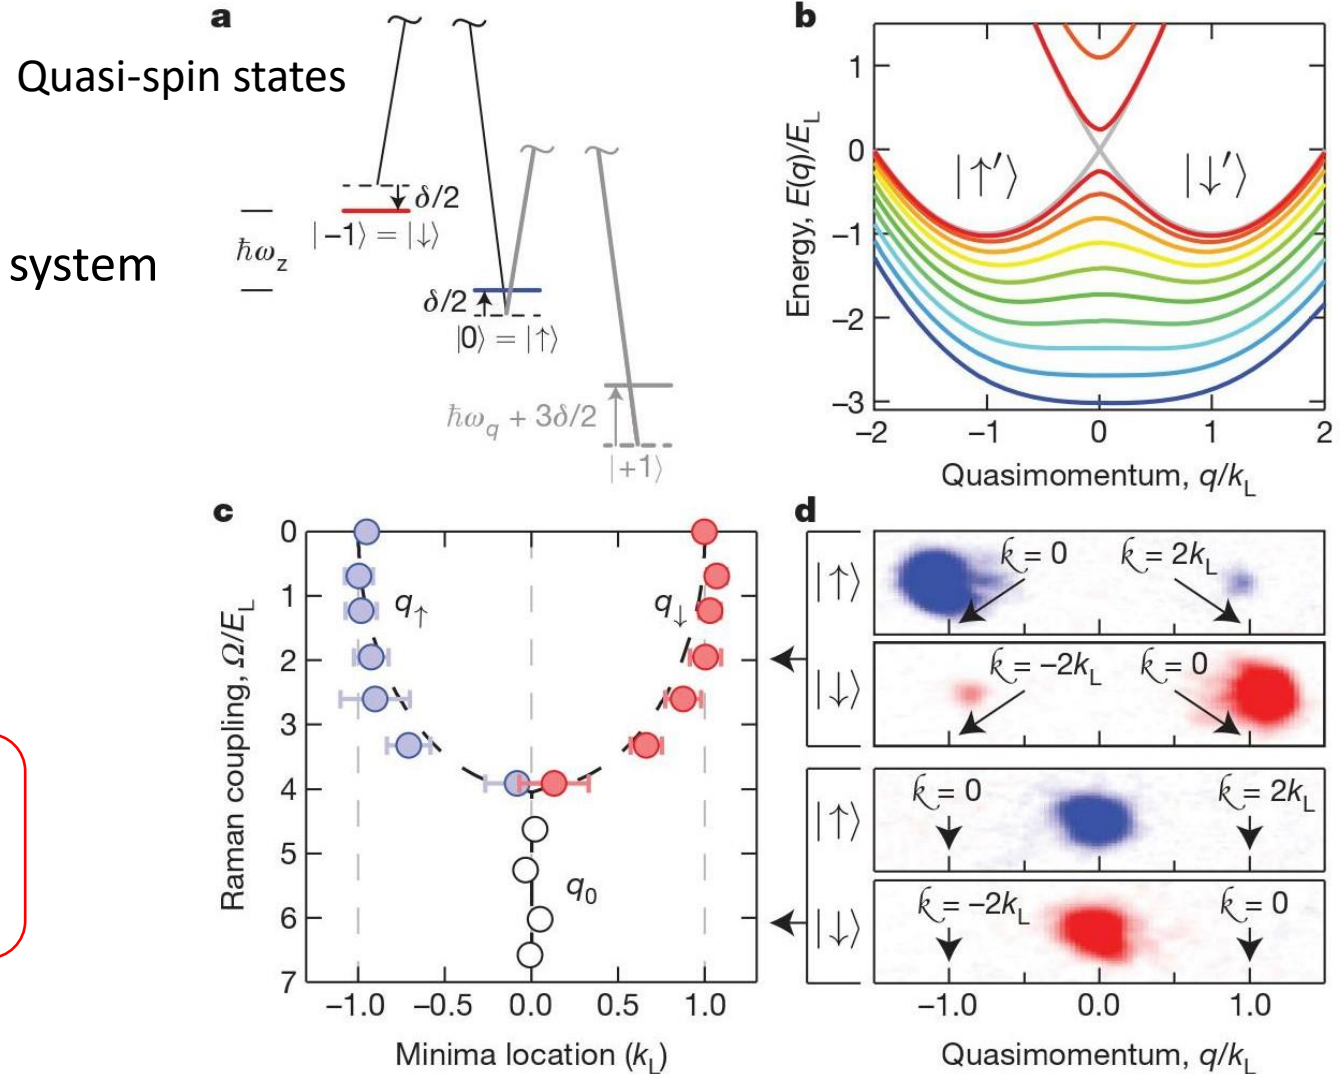 Quasi-spin states
system
a
δ/2
|−1⟩ = |↓⟩
ℏω_z
δ/2
|0⟩ = |↑⟩
ℏω_q + 3δ/2
|+1⟩
b
Energy, E(q)/E_L
1
0
−1
−2
−3
|↑′⟩
|↓′⟩
−2
−1
0
1
2
Quasimomentum, q/k_L
c
Raman coupling, Ω/E_L
0
1
2
3
4
5
6
7
q_↑
q_↓
q_0
−1.0
−0.5
0.0
0.5
1.0
Minima location (k_L)
d
|↑⟩
k = 0
k = 2k_L
|↓⟩
k = −2k_L
k = 0
|↑⟩
k = 0
k = 2k_L
|↓⟩
k = −2k_L
k = 0
−1.0
0.0
1.0
Quasimomentum, q/k_L